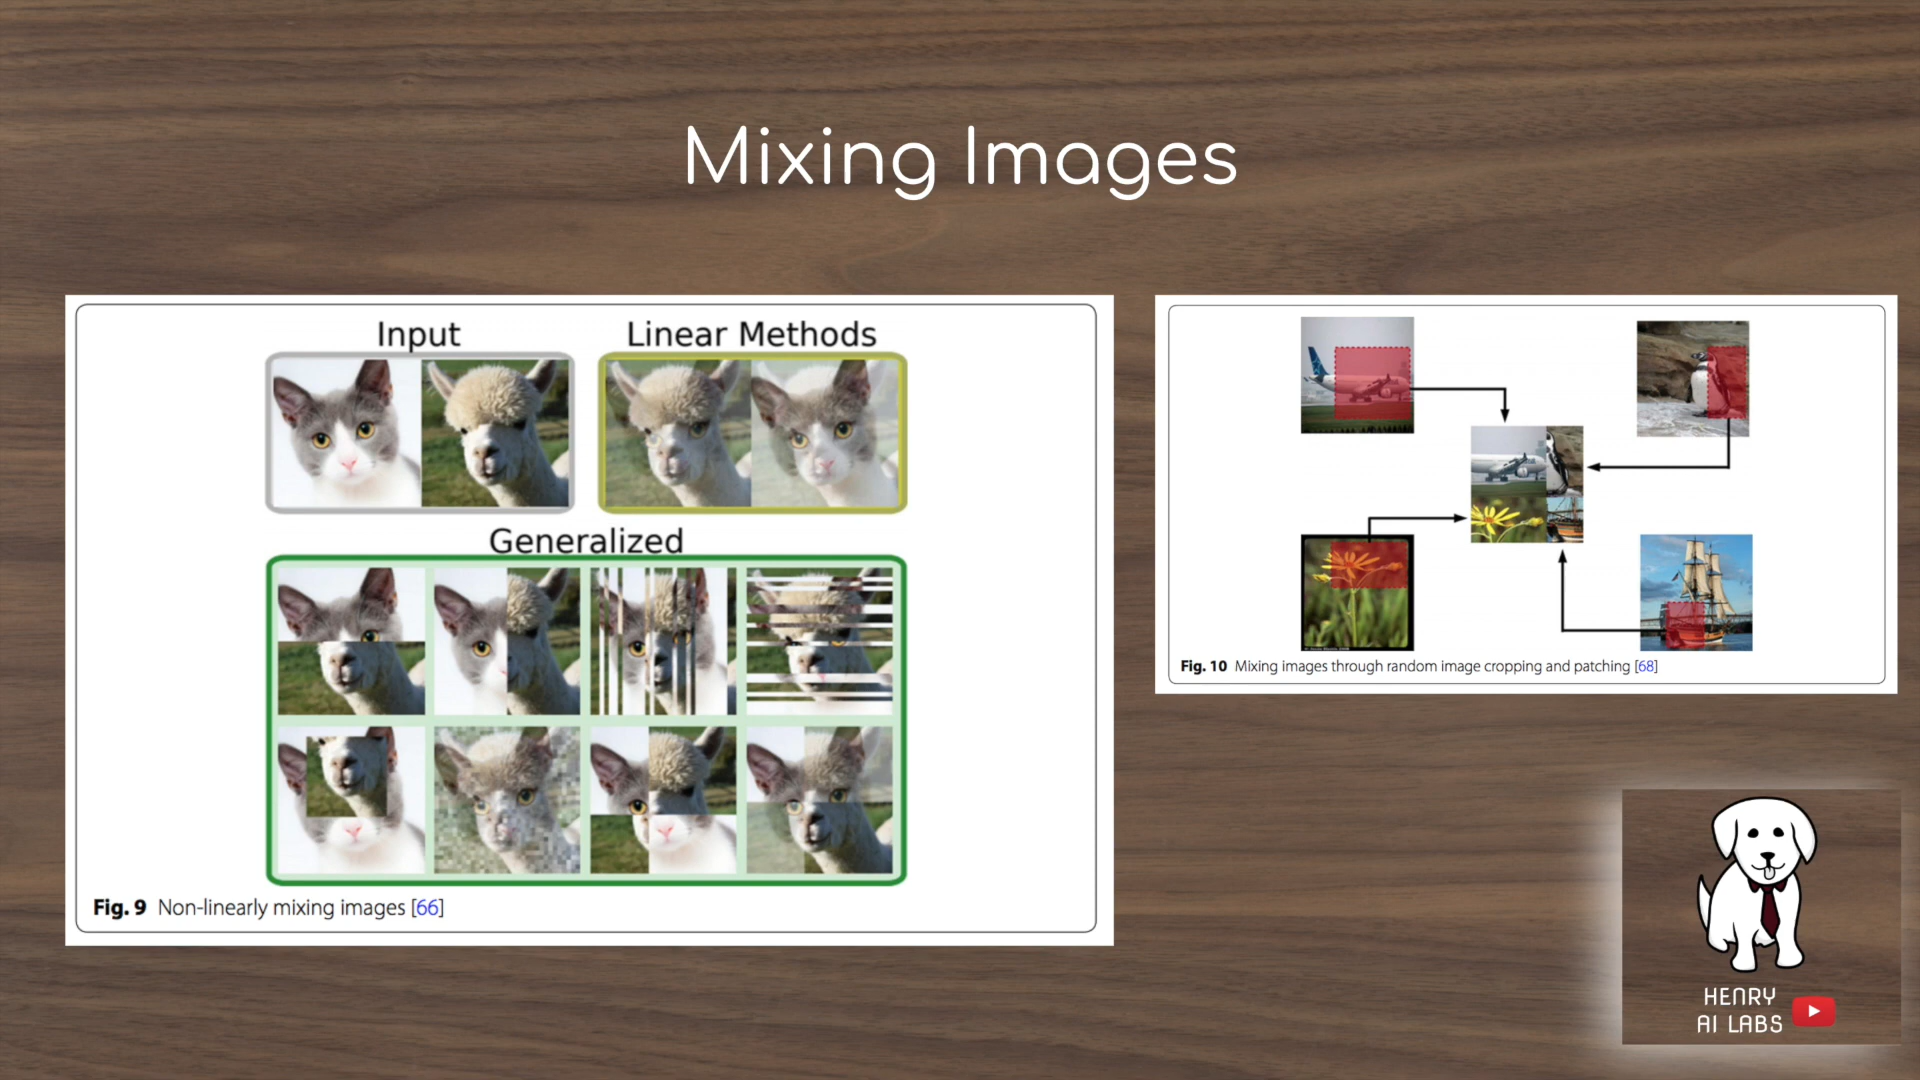 Mixing Images
Input
Linear Methods
Generalized
Fig. 9 Non-linearly mixing images [66]
Fig. 10 Mixing images through random image cropping and patching [68]
HENRY
AI LABS